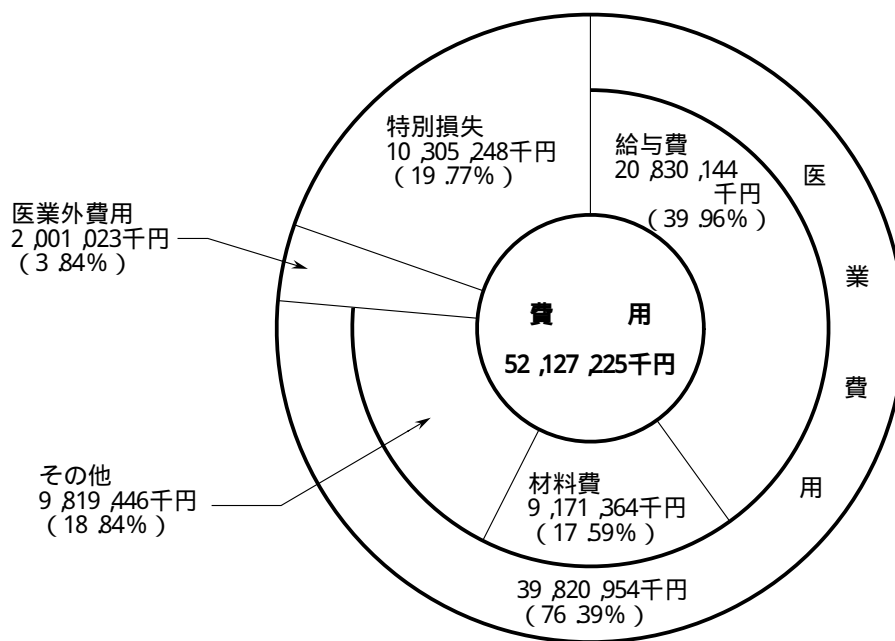 特別損失
10,305,248千円
(19.77%)
給与費
20,830,144
千円
(39.96%)
医業外費用
2,001,023千円
(3.84%)
費 用
52,127,225千円
その他
9,819,446千円
(18.84%)
材料費
9,171,364千円
(17.59%)
39,820,954千円
(76.39%)
医業費用